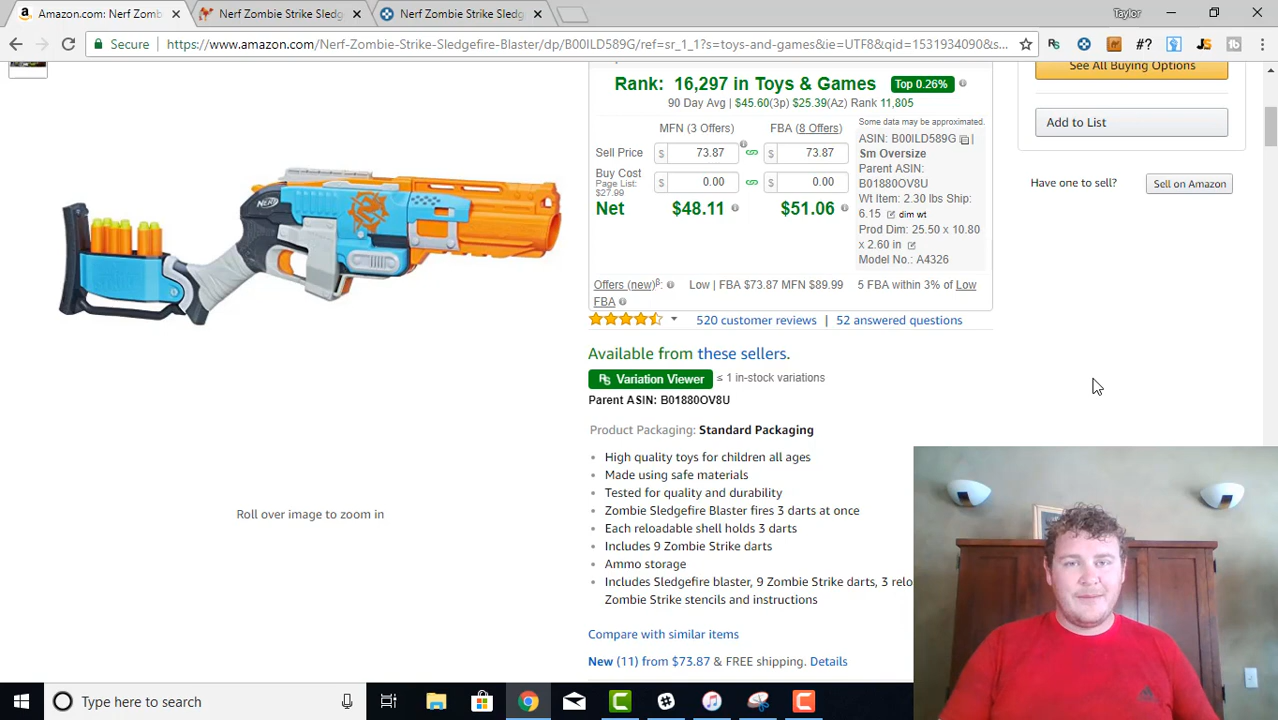 Amazon.com: Nerf Zomb
Nerf Zombie Strike Sledg
Nerf Zombie Strike Sledg
Taylor
Secure
https://www.amazon.com/Nerf-Zombie-Strike-Sledgefire-Blaster/dp/B00ILD589G/ref=sr_1_1?s=toys-and-games&ie=UTF8&qid=1531934090&s...
#?
JS
fb
Rank: 16,297 in Toys & Games Top 0.26%
90 Day Avg | $45.60(3p) $25.39(Az) Rank 11,805
MFN (3 Offers) FBA (8 Offers)
Sell Price $ 73.87 $ 73.87
Buy Cost $ 0.00 $ 0.00
Page List:
$27.99
Net $48.11 $51.06
Some data may be approximated.
ASIN: B00ILD589G |
Sm Oversize
Parent ASIN:
B01880OV8U
Wt Item: 2.30 lbs Ship:
6.15 dim wt
Prod Dim: 25.50 x 10.80
x 2.60 in
Model No.: A4326
Offers (new)β: Low | FBA $73.87 MFN $89.99 5 FBA within 3% of Low
FBA
520 customer reviews | 52 answered questions
Available from these sellers.
RS Variation Viewer ≤ 1 in-stock variations
Parent ASIN: B01880OV8U
Product Packaging: Standard Packaging
High quality toys for children all ages
Made using safe materials
Tested for quality and durability
Zombie Sledgefire Blaster fires 3 darts at once
Each reloadable shell holds 3 darts
Includes 9 Zombie Strike darts
Ammo storage
Includes Sledgefire blaster, 9 Zombie Strike darts, 3 relo
Zombie Strike stencils and instructions
Compare with similar items
New (11) from $73.87 & FREE shipping. Details
See All Buying Options
Add to List
Have one to sell? Sell on Amazon
NERF
Roll over image to zoom in
Type here to search